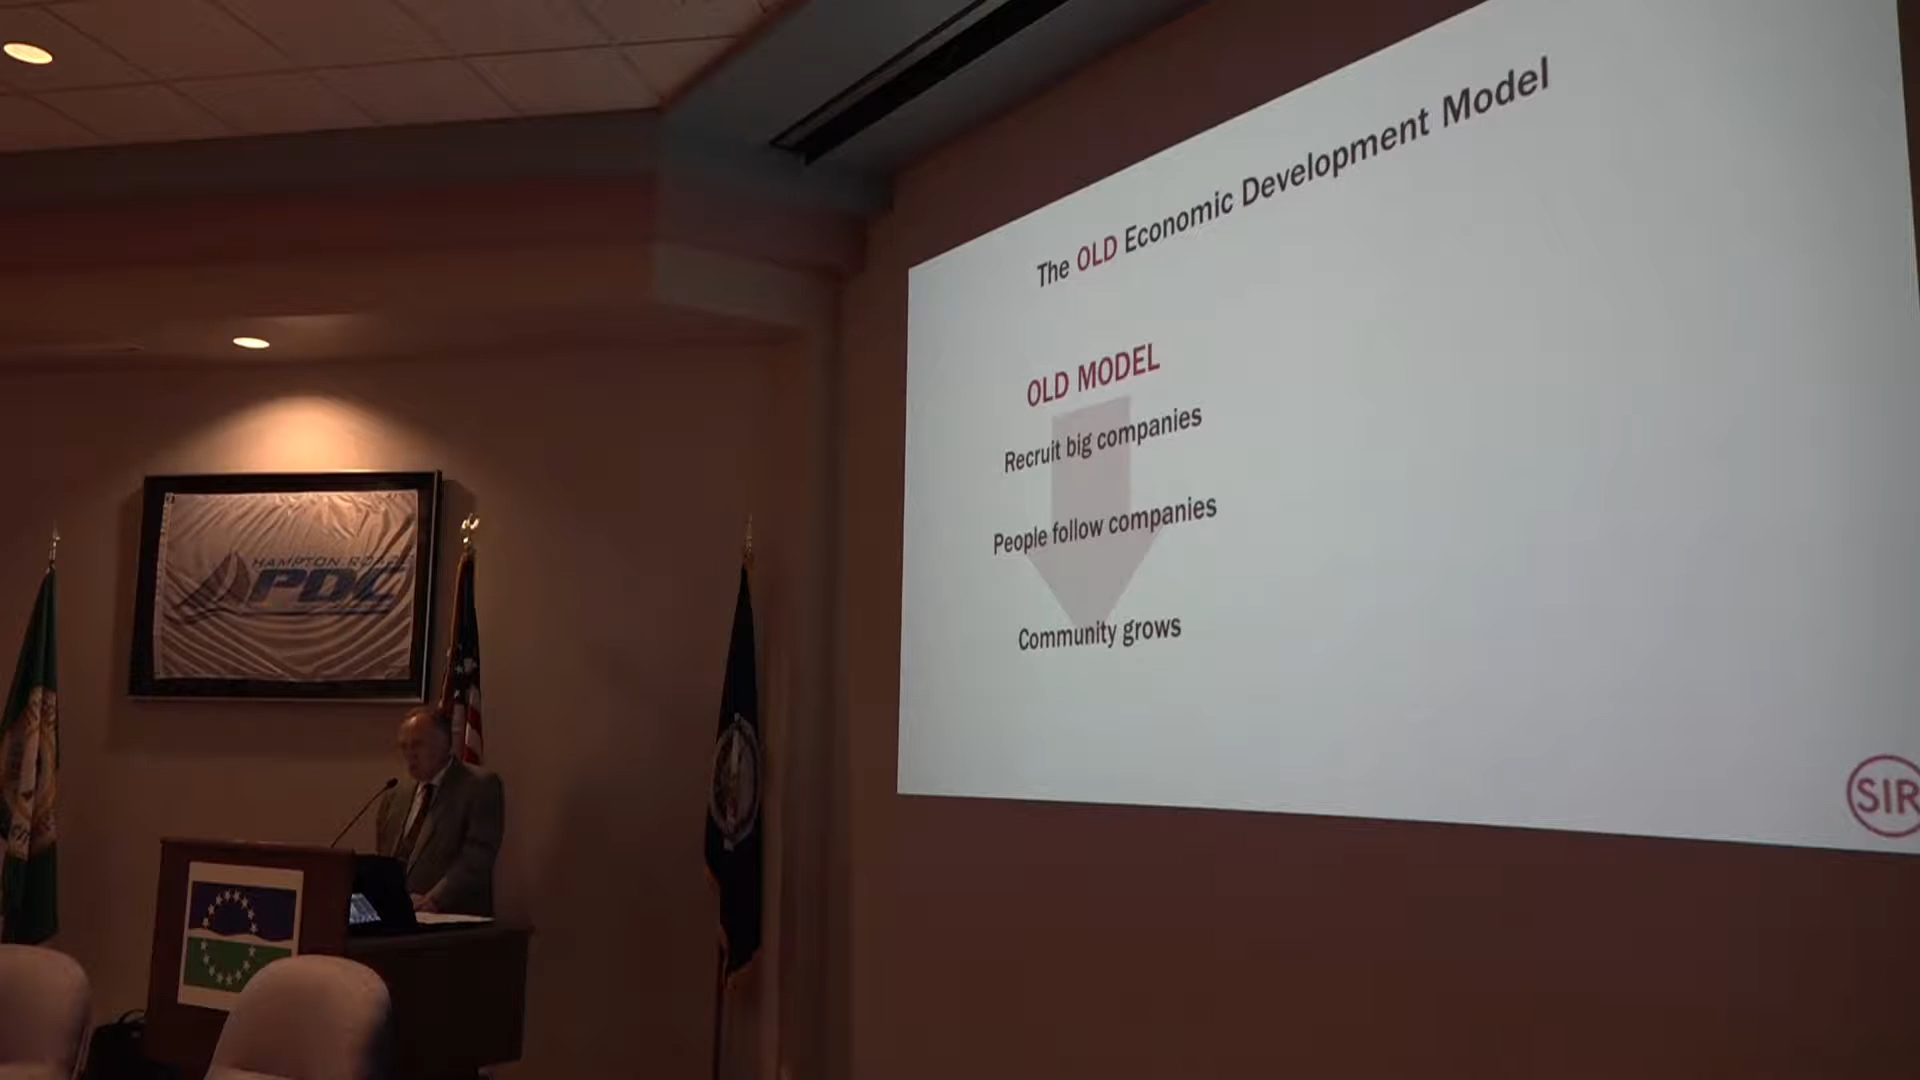 The OLD Economic Development Model
OLD MODEL
Recruit big companies
People follow companies
Community grows
SIR
HAMPTON ROADS
PDC